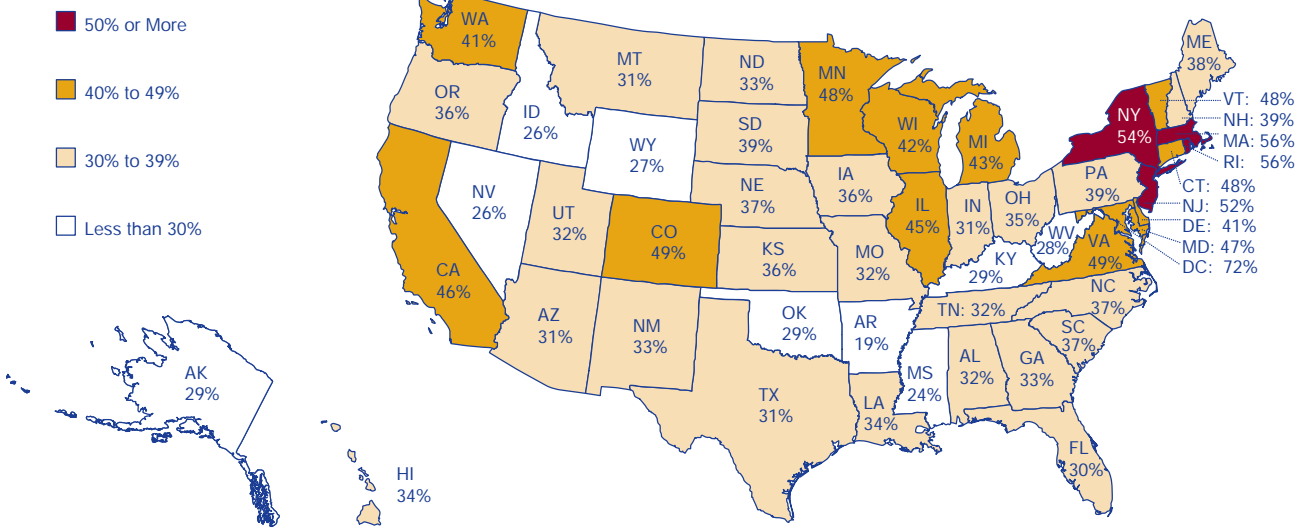 50% or More
40% to 49%
30% to 39%
Less than 30%
WA
41%
OR
36%
CA
46%
ID
26%
NV
26%
MT
31%
WY
27%
UT
32%
CO
49%
AZ
31%
NM
33%
ND
33%
SD
39%
NE
37%
KS
36%
OK
29%
TX
31%
MN
48%
IA
36%
MO
32%
AR
19%
LA
34%
WI
42%
IL
45%
MI
43%
IN
31%
OH
35%
KY
29%
TN: 32%
MS
24%
AL
32%
GA
33%
FL
30%
SC
37%
NC
37%
VA
49%
WV
28%
PA
39%
NY
54%
ME
38%
VT: 48%
NH: 39%
MA: 56%
RI: 56%
CT: 48%
NJ: 52%
DE: 41%
MD: 47%
DC: 72%
AK
29%
HI
34%